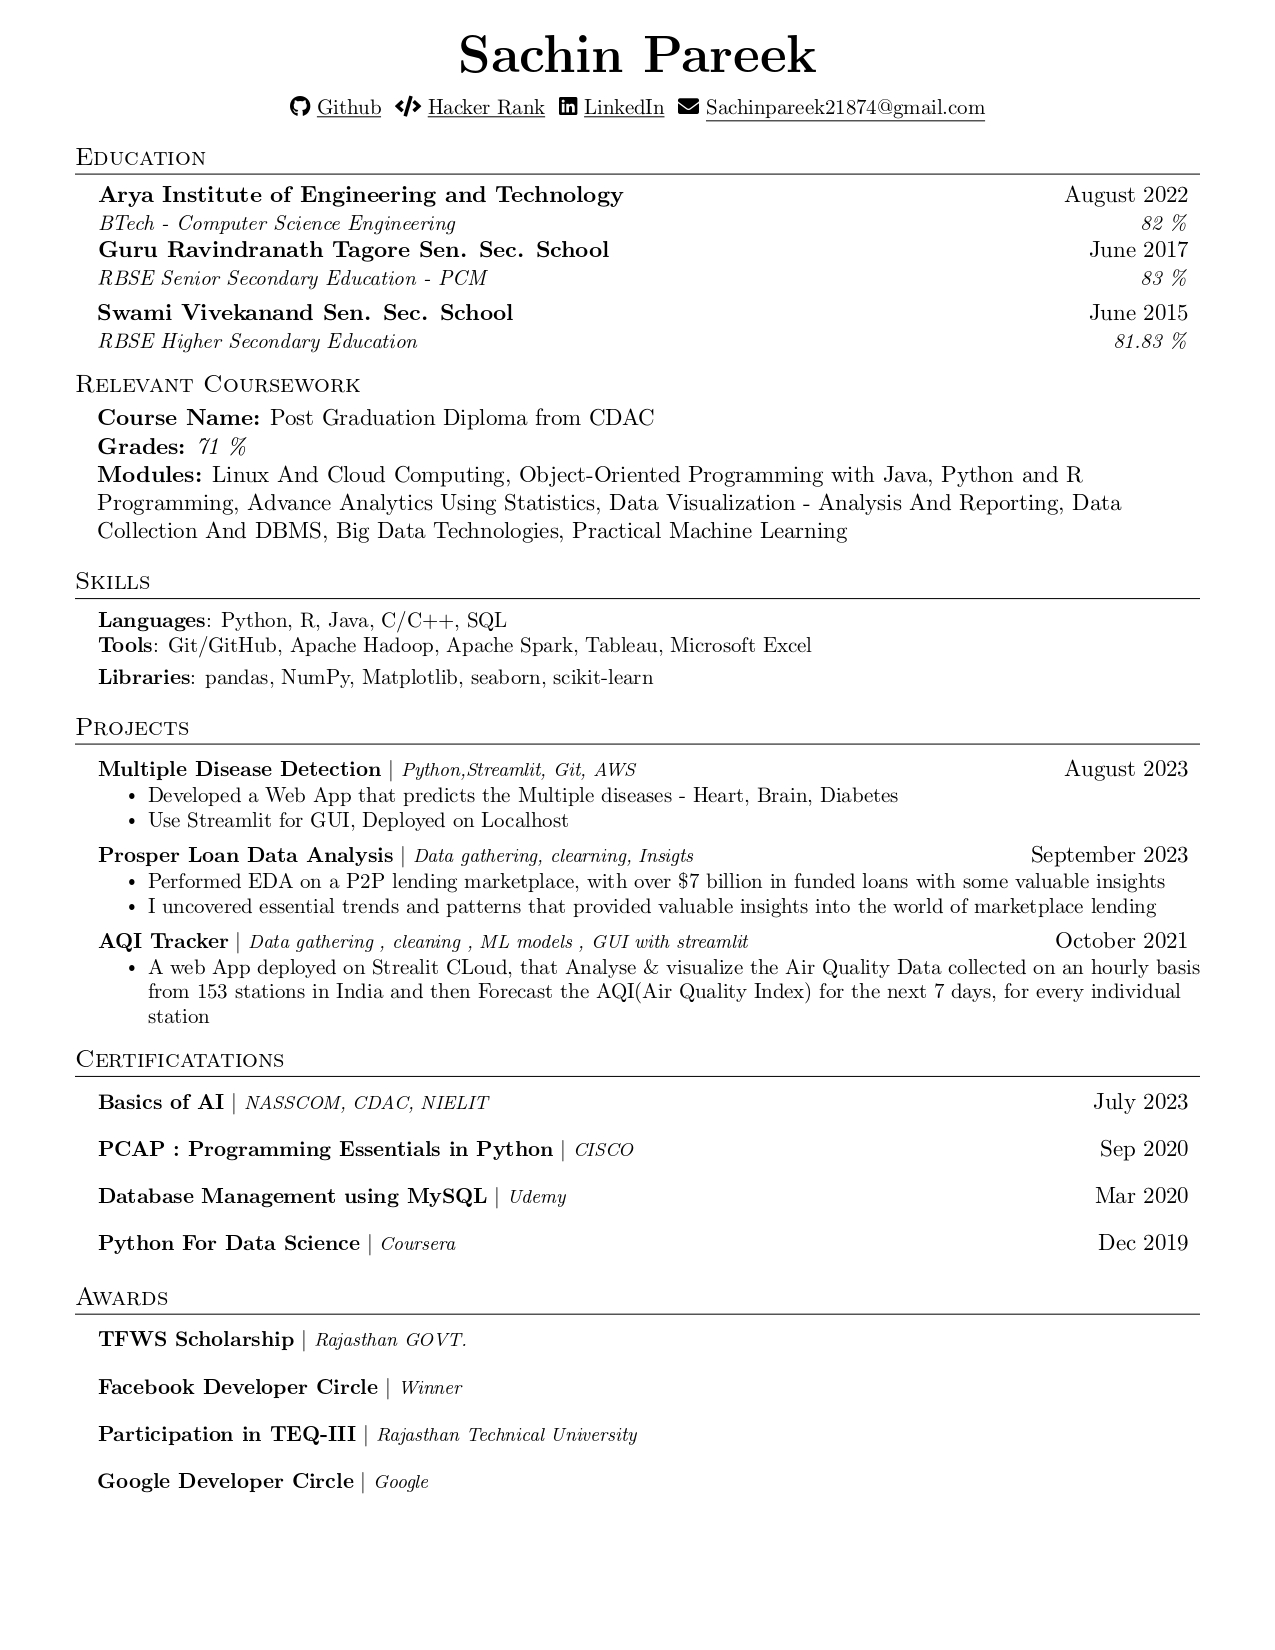 Sachin Pareek
Github Hacker Rank LinkedIn Sachinpareek21874@gmail.com
Education
Arya Institute of Engineering and Technology August 2022
BTech - Computer Science Engineering 82 %
Guru Ravindranath Tagore Sen. Sec. School June 2017
RBSE Senior Secondary Education - PCM 83 %
Swami Vivekanand Sen. Sec. School June 2015
RBSE Higher Secondary Education 81.83 %
Relevant Coursework
Course Name: Post Graduation Diploma from CDAC
Grades: 71 %
Modules: Linux And Cloud Computing, Object-Oriented Programming with Java, Python and R
Programming, Advance Analytics Using Statistics, Data Visualization - Analysis And Reporting, Data
Collection And DBMS, Big Data Technologies, Practical Machine Learning
Skills
Languages: Python, R, Java, C/C++, SQL
Tools: Git/GitHub, Apache Hadoop, Apache Spark, Tableau, Microsoft Excel
Libraries: pandas, NumPy, Matplotlib, seaborn, scikit-learn
Projects
Multiple Disease Detection | Python,Streamlit, Git, AWS August 2023
• Developed a Web App that predicts the Multiple diseases - Heart, Brain, Diabetes
• Use Streamlit for GUI, Deployed on Localhost
Prosper Loan Data Analysis | Data gathering, clearning, Insigts September 2023
• Performed EDA on a P2P lending marketplace, with over $7 billion in funded loans with some valuable insights
• I uncovered essential trends and patterns that provided valuable insights into the world of marketplace lending
AQI Tracker | Data gathering , cleaning , ML models , GUI with streamlit October 2021
• A web App deployed on Strealit CLoud, that Analyse & visualize the Air Quality Data collected on an hourly basis
from 153 stations in India and then Forecast the AQI(Air Quality Index) for the next 7 days, for every individual
station
Certificatations
Basics of AI | NASSCOM, CDAC, NIELIT July 2023
PCAP : Programming Essentials in Python | CISCO Sep 2020
Database Management using MySQL | Udemy Mar 2020
Python For Data Science | Coursera Dec 2019
Awards
TFWS Scholarship | Rajasthan GOVT.
Facebook Developer Circle | Winner
Participation in TEQ-III | Rajasthan Technical University
Google Developer Circle | Google